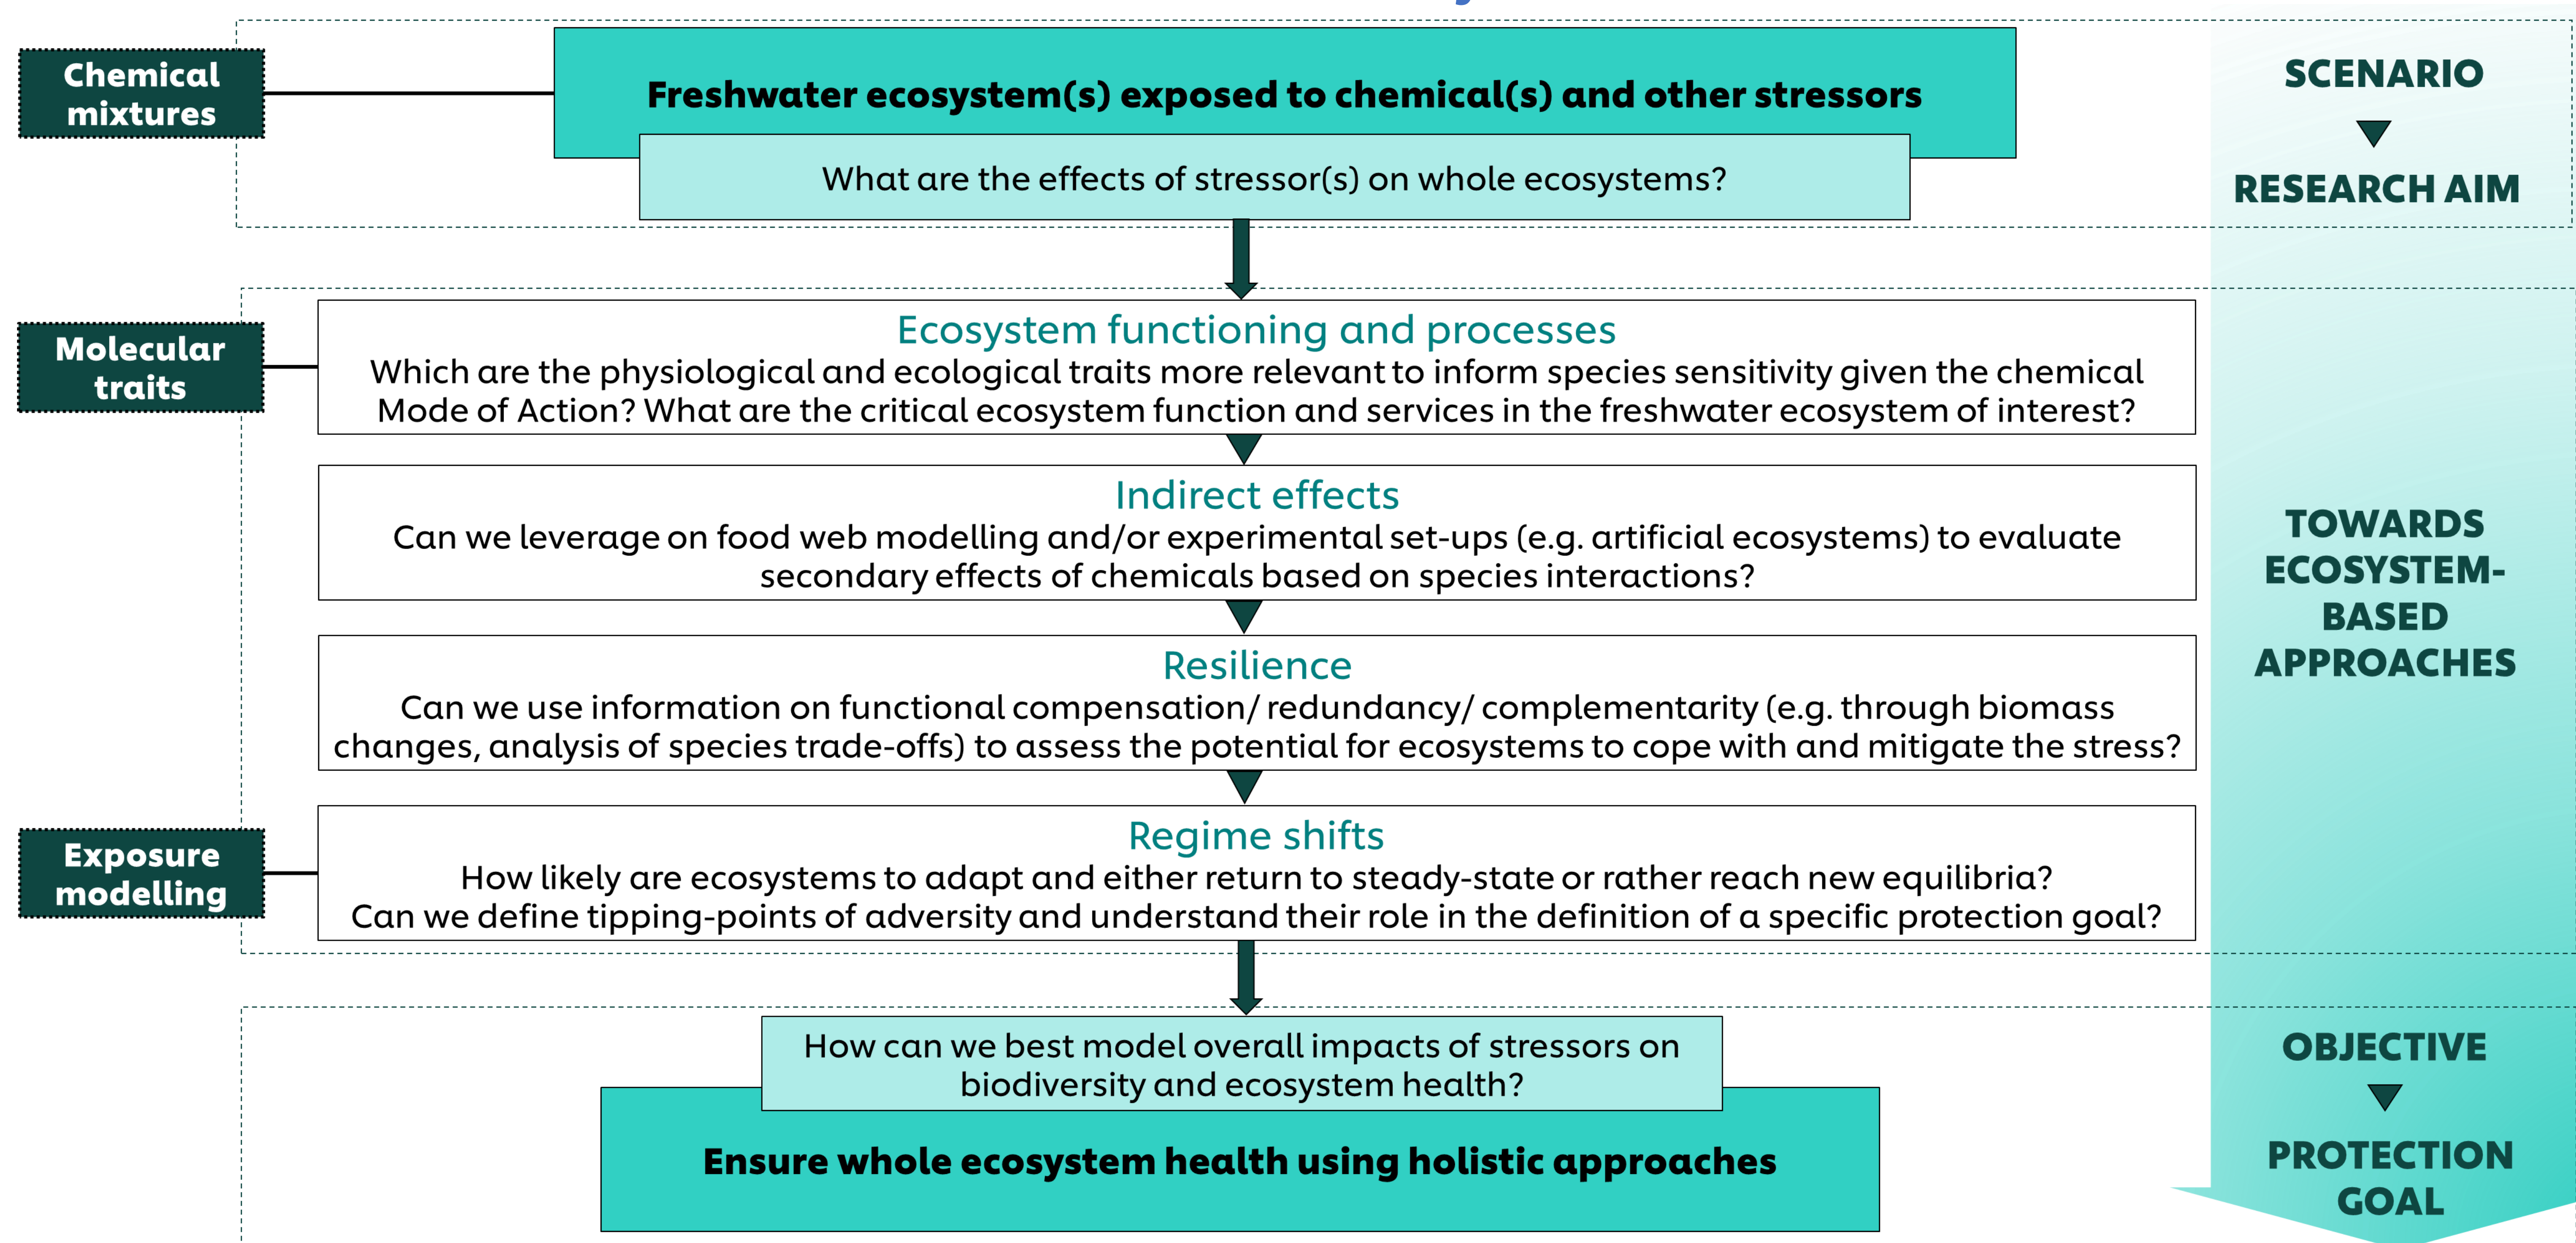 Chemical
mixtures
Freshwater ecosystem(s) exposed to chemical(s) and other stressors
What are the effects of stressor(s) on whole ecosystems?
SCENARIO
RESEARCH AIM
Molecular
traits
Ecosystem functioning and processes
Which are the physiological and ecological traits more relevant to inform species sensitivity given the chemical
Mode of Action? What are the critical ecosystem function and services in the freshwater ecosystem of interest?
Indirect effects
Can we leverage on food web modelling and/or experimental set-ups (e.g. artificial ecosystems) to evaluate
secondary effects of chemicals based on species interactions?
Resilience
Can we use information on functional compensation/ redundancy/ complementarity (e.g. through biomass
changes, analysis of species trade-offs) to assess the potential for ecosystems to cope with and mitigate the stress?
Exposure
modelling
Regime shifts
How likely are ecosystems to adapt and either return to steady-state or rather reach new equilibria?
Can we define tipping-points of adversity and understand their role in the definition of a specific protection goal?
TOWARDS
ECOSYSTEM-
BASED
APPROACHES
How can we best model overall impacts of stressors on
biodiversity and ecosystem health?
Ensure whole ecosystem health using holistic approaches
OBJECTIVE
PROTECTION
GOAL